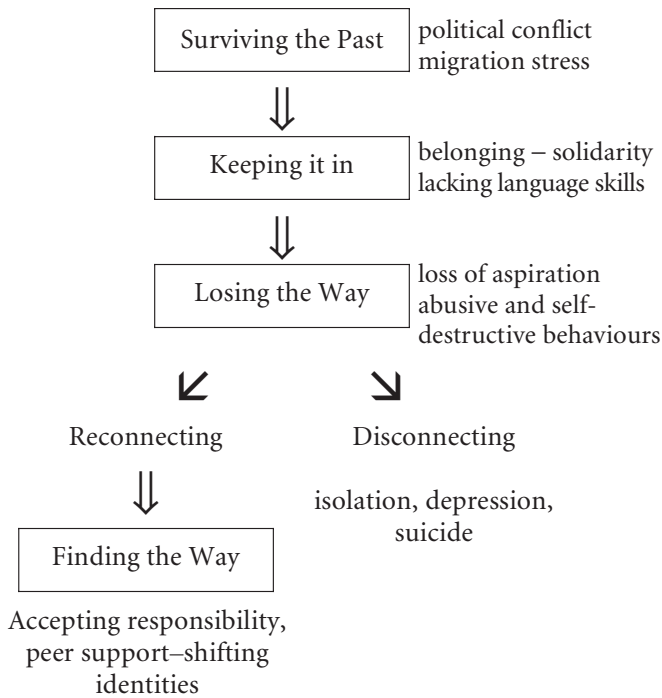 Surviving the Past
political conflict
migration stress
Keeping it in
belonging – solidarity
lacking language skills
Losing the Way
loss of aspiration
abusive and self-
destructive behaviours
Reconnecting
Disconnecting
isolation, depression,
suicide
Finding the Way
Accepting responsibility,
peer support–shifting
identities